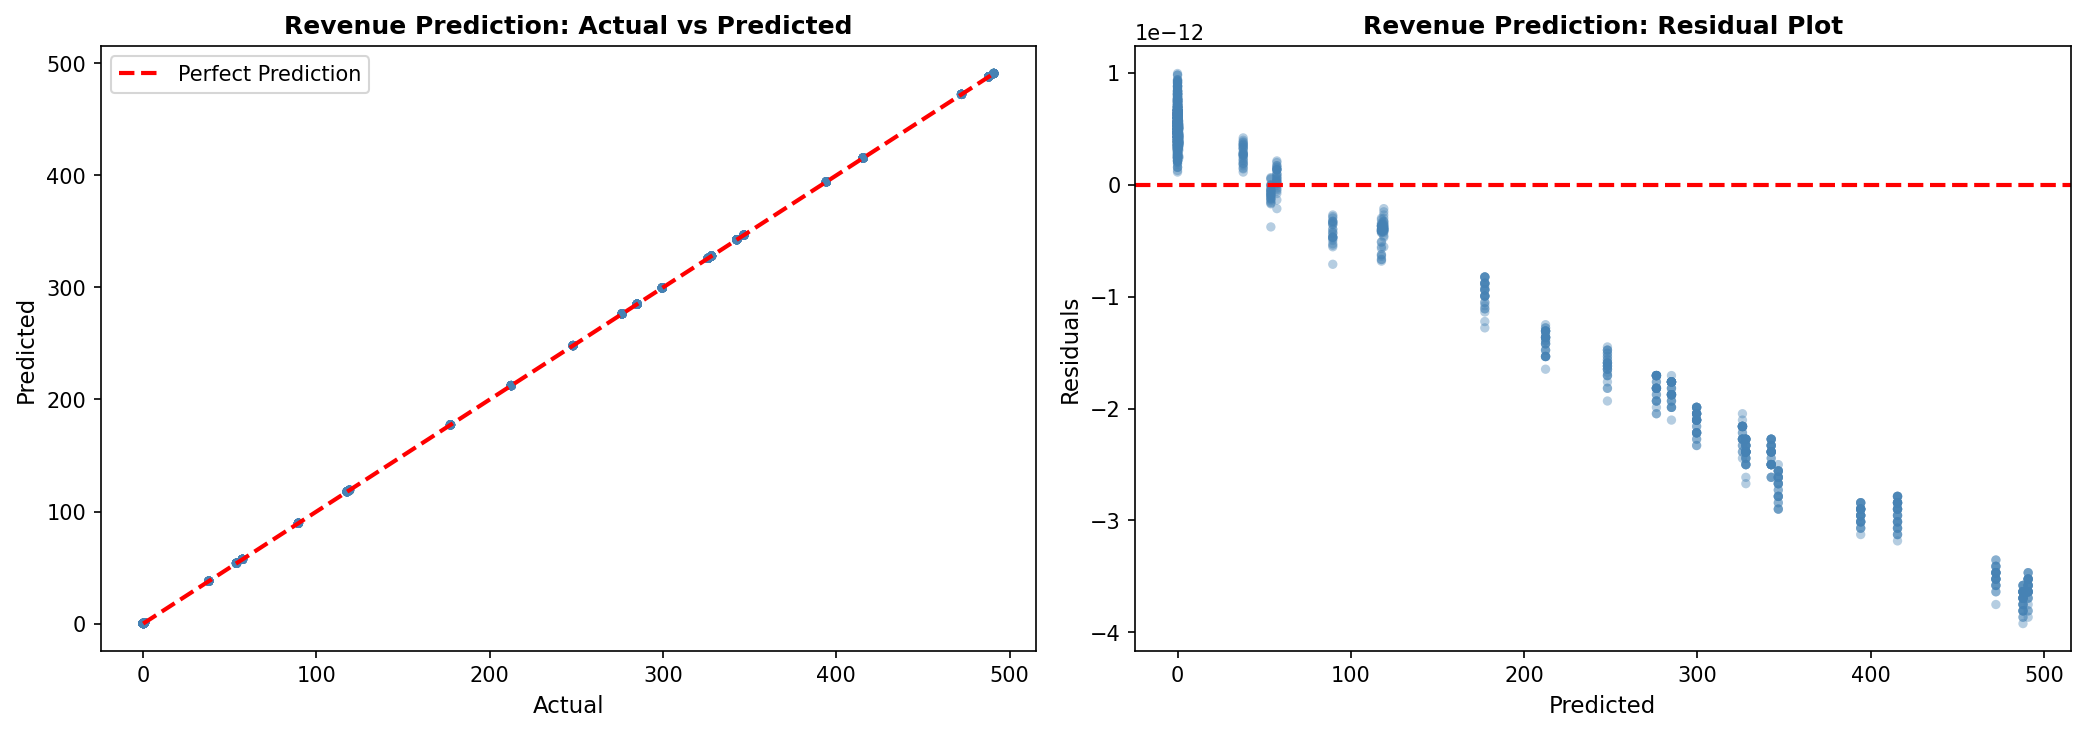 Revenue Prediction: Actual vs Predicted
Perfect Prediction
500
400
300
200
100
0
Predicted
0 100 200 300 400 500
Actual
Revenue Prediction: Residual Plot
1e−12
1
0
−1
−2
−3
−4
Residuals
0 100 200 300 400 500
Predicted